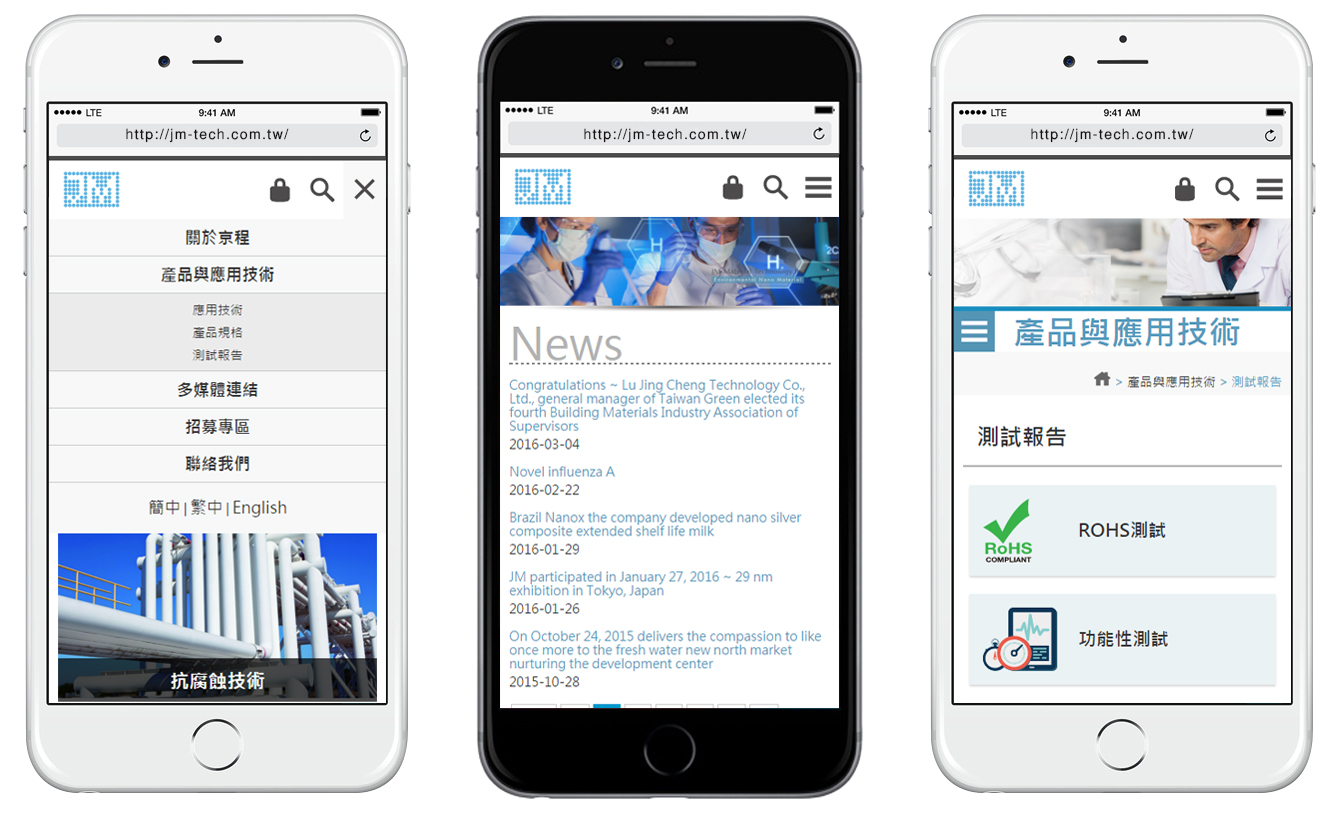 LTE
9:41 AM
http://jm-tech.com.tw/
JM
關於京程
產品與應用技術
應用技術
產品規格
測試報告
多媒體連結
招募專區
聯絡我們
簡中 | 繁中 | English
抗腐蝕技術
LTE
9:41 AM
http://jm-tech.com.tw/
JM
H
H.
2C
Environmental Nano Material
News
Congratulations ~ Lu Jing Cheng Technology Co.,
Ltd., general manager of Taiwan Green elected its
fourth Building Materials Industry Association of
Supervisors
2016-03-04
Novel influenza A
2016-02-22
Brazil Nanox the company developed nano silver
composite extended shelf life milk
2016-01-29
JM participated in January 27, 2016 ~ 29 nm
exhibition in Tokyo, Japan
2016-01-26
On October 24, 2015 delivers the compassion to like
once more to the fresh water new north market
nurturing the development center
2015-10-28
LTE
9:41 AM
http://jm-tech.com.tw/
JM
產品與應用技術
> 產品與應用技術 > 測試報告
測試報告
RoHS
COMPLIANT
ROHS測試
功能性測試